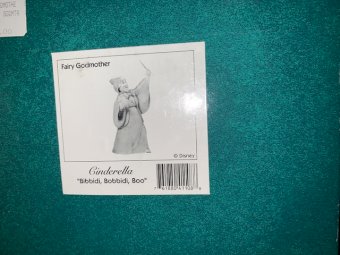 Fairy Godmother
© Disney
Cinderella
"Bibbidi, Bobbidi, Boo"